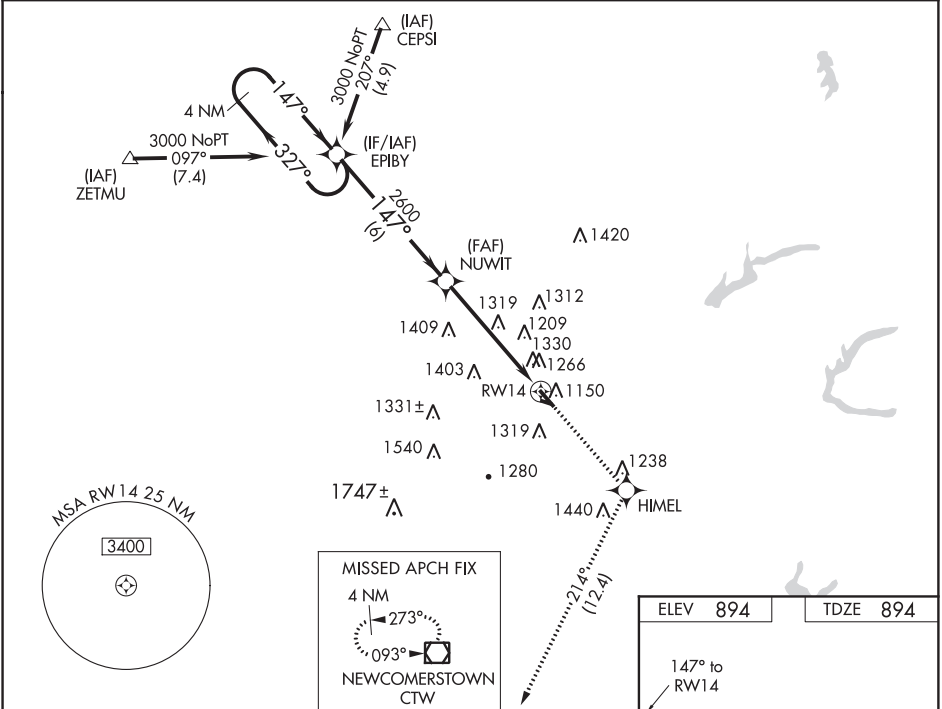 (IAF)
CEPSI
3000 NoPT
207°
(4.9)
4 NM
147°
327°
3000 NoPT
097°
(7.4)
(IAF)
ZETMU
(IF/IAF)
EPIBY
2600
147°
(6)
(FAF)
NUWIT
1420
1312
1319
1209
1409
1330
1266
1403
RW14
1150
1331±
1319
1540
1238
1280
1747±
HIMEL
1440
MSA RW14 25 NM
3400
214°
(12.4)
MISSED APCH FIX
4 NM
273°
093°
NEWCOMERSTOWN
CTW
ELEV 894
TDZE 894
147° to
RW14